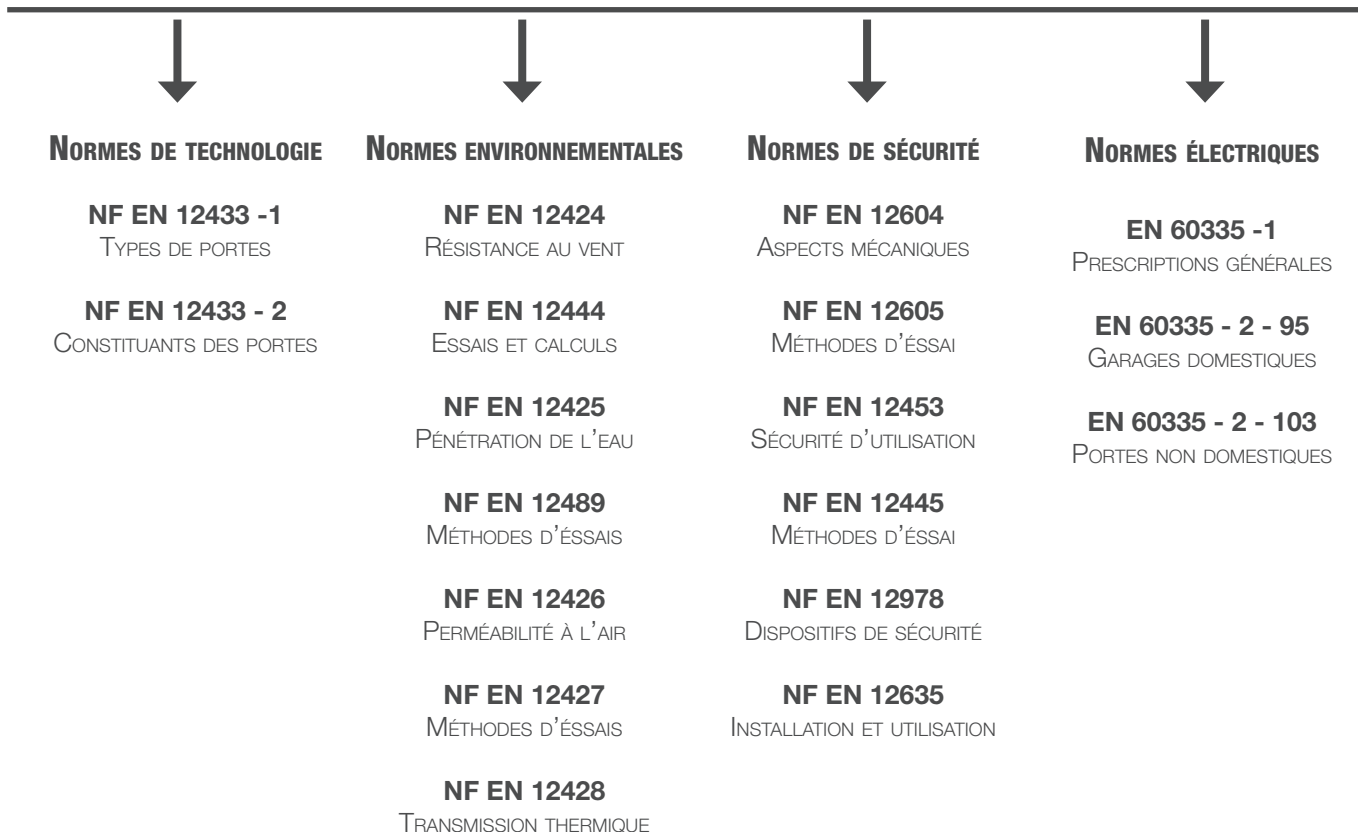 Normes de technologie
NF EN 12433 -1
Types de portes
NF EN 12433 - 2
Constituants des portes
Normes environnementales
NF EN 12424
Résistance au vent
NF EN 12444
Essais et calculs
NF EN 12425
Pénétration de l'eau
NF EN 12489
Méthodes d'éssais
NF EN 12426
Perméabilité à l'air
NF EN 12427
Méthodes d'éssais
NF EN 12428
Transmission thermique
Normes de sécurité
NF EN 12604
Aspects mécaniques
NF EN 12605
Méthodes d'éssai
NF EN 12453
Sécurité d'utilisation
NF EN 12445
Méthodes d'éssai
NF EN 12978
Dispositifs de sécurité
NF EN 12635
Installation et utilisation
Normes électriques
EN 60335 -1
Prescriptions générales
EN 60335 - 2 - 95
Garages domestiques
EN 60335 - 2 - 103
Portes non domestiques